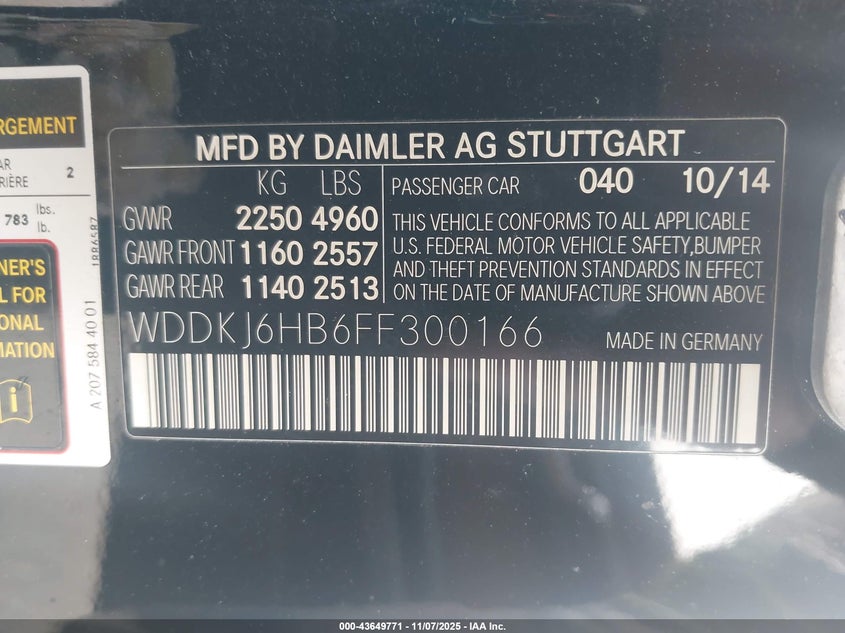 RGEMENT
AR
RIÈRE 2
783 lbs.
lb.
1886587
NER'S
L FOR
ONAL
MATION
A 207 584 40 01
MFD BY DAIMLER AG STUTTGART
KG LBS
GVWR 2250 4960
GAWR FRONT 1160 2557
GAWR REAR 1140 2513
PASSENGER CAR 040 10/14
THIS VEHICLE CONFORMS TO ALL APPLICABLE
U.S. FEDERAL MOTOR VEHICLE SAFETY,BUMPER
AND THEFT PREVENTION STANDARDS IN EFFECT
ON THE DATE OF MANUFACTURE SHOWN ABOVE
WDDKJ6HB6FF300166
MADE IN GERMANY
000-43649771 - 11/07/2025 - IAA Inc.